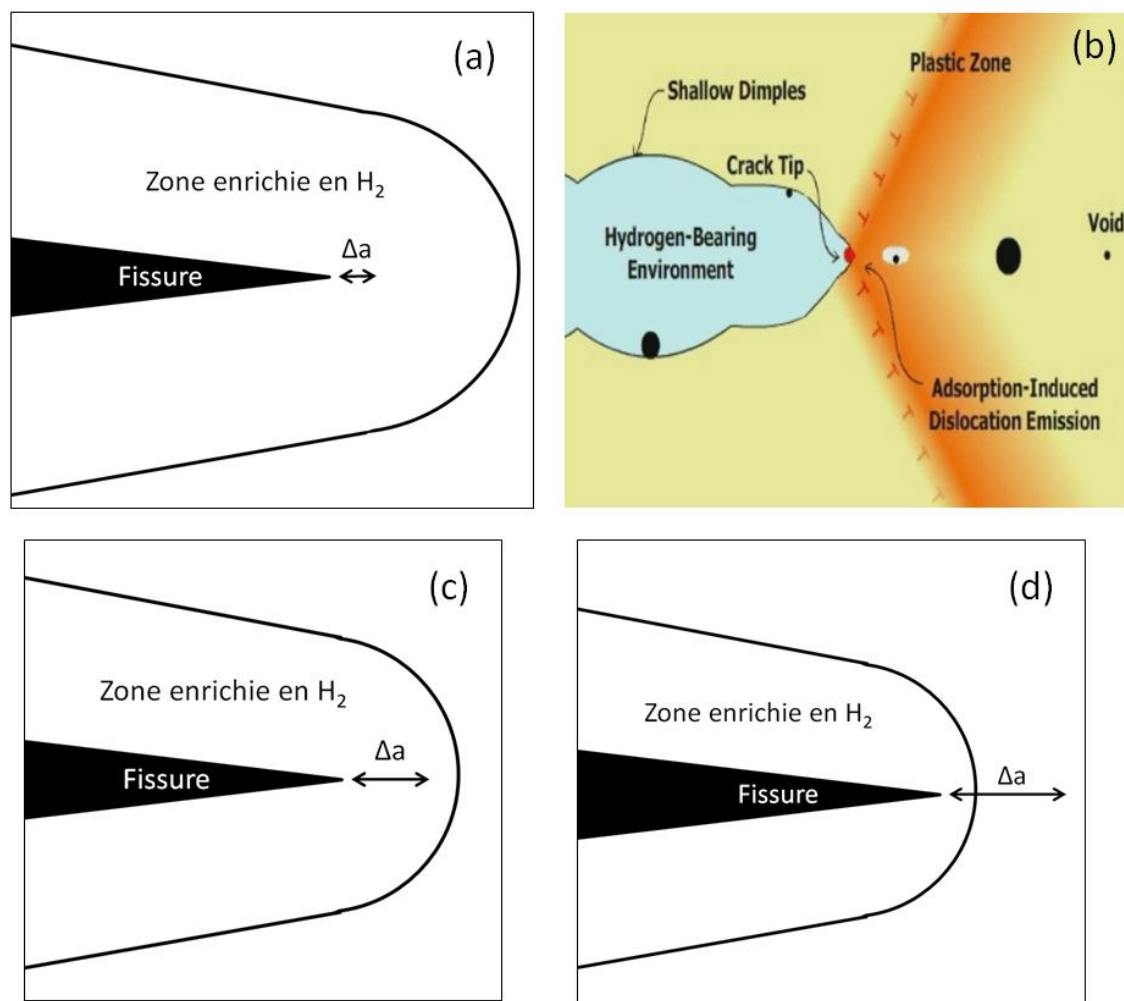 (a)
Zone enrichie en H₂
Δa
Fissure
(b)
Plastic Zone
Shallow Dimples
Crack Tip
Void
Hydrogen-Bearing
Environment
Adsorption-Induced
Dislocation Emission
(c)
Zone enrichie en H₂
Δa
Fissure
(d)
Zone enrichie en H₂
Δa
Fissure